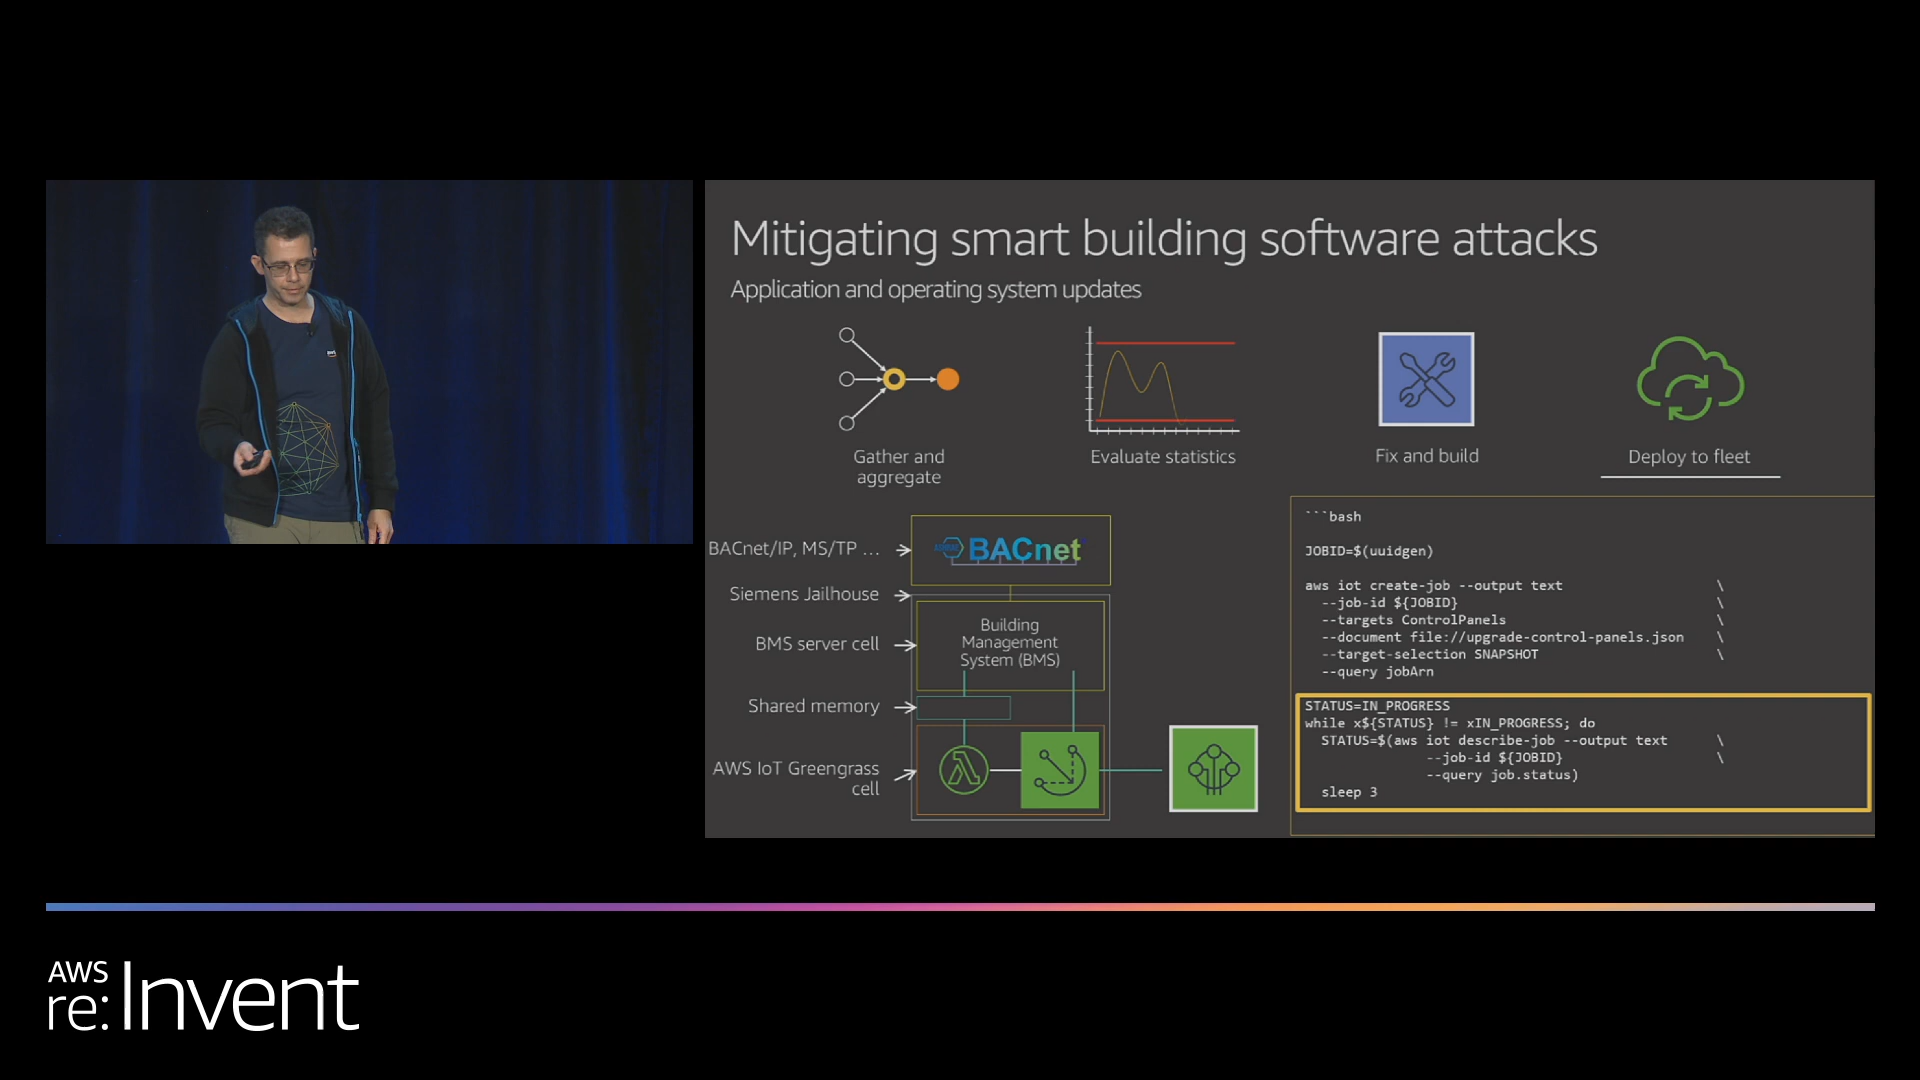 Mitigating smart building software attacks
Application and operating system updates
Gather and
aggregate
Evaluate statistics
Fix and build
Deploy to fleet
BACnet/IP, MS/TP ...
BACnet
Siemens Jailhouse
BMS server cell
Building
Management
System (BMS)
Shared memory
AWS IoT Greengrass
cell
```bash
JOBID=$(uuidgen)
aws iot create-job --output text \
--job-id ${JOBID} \
--targets ControlPanels \
--document file://upgrade-control-panels.json \
--target-selection SNAPSHOT \
--query jobArn
STATUS=IN_PROGRESS
while x${STATUS} != xIN_PROGRESS; do
STATUS=$(aws iot describe-job --output text \
--job-id ${JOBID} \
--query job.status)
sleep 3
aws
AWS
re:Invent